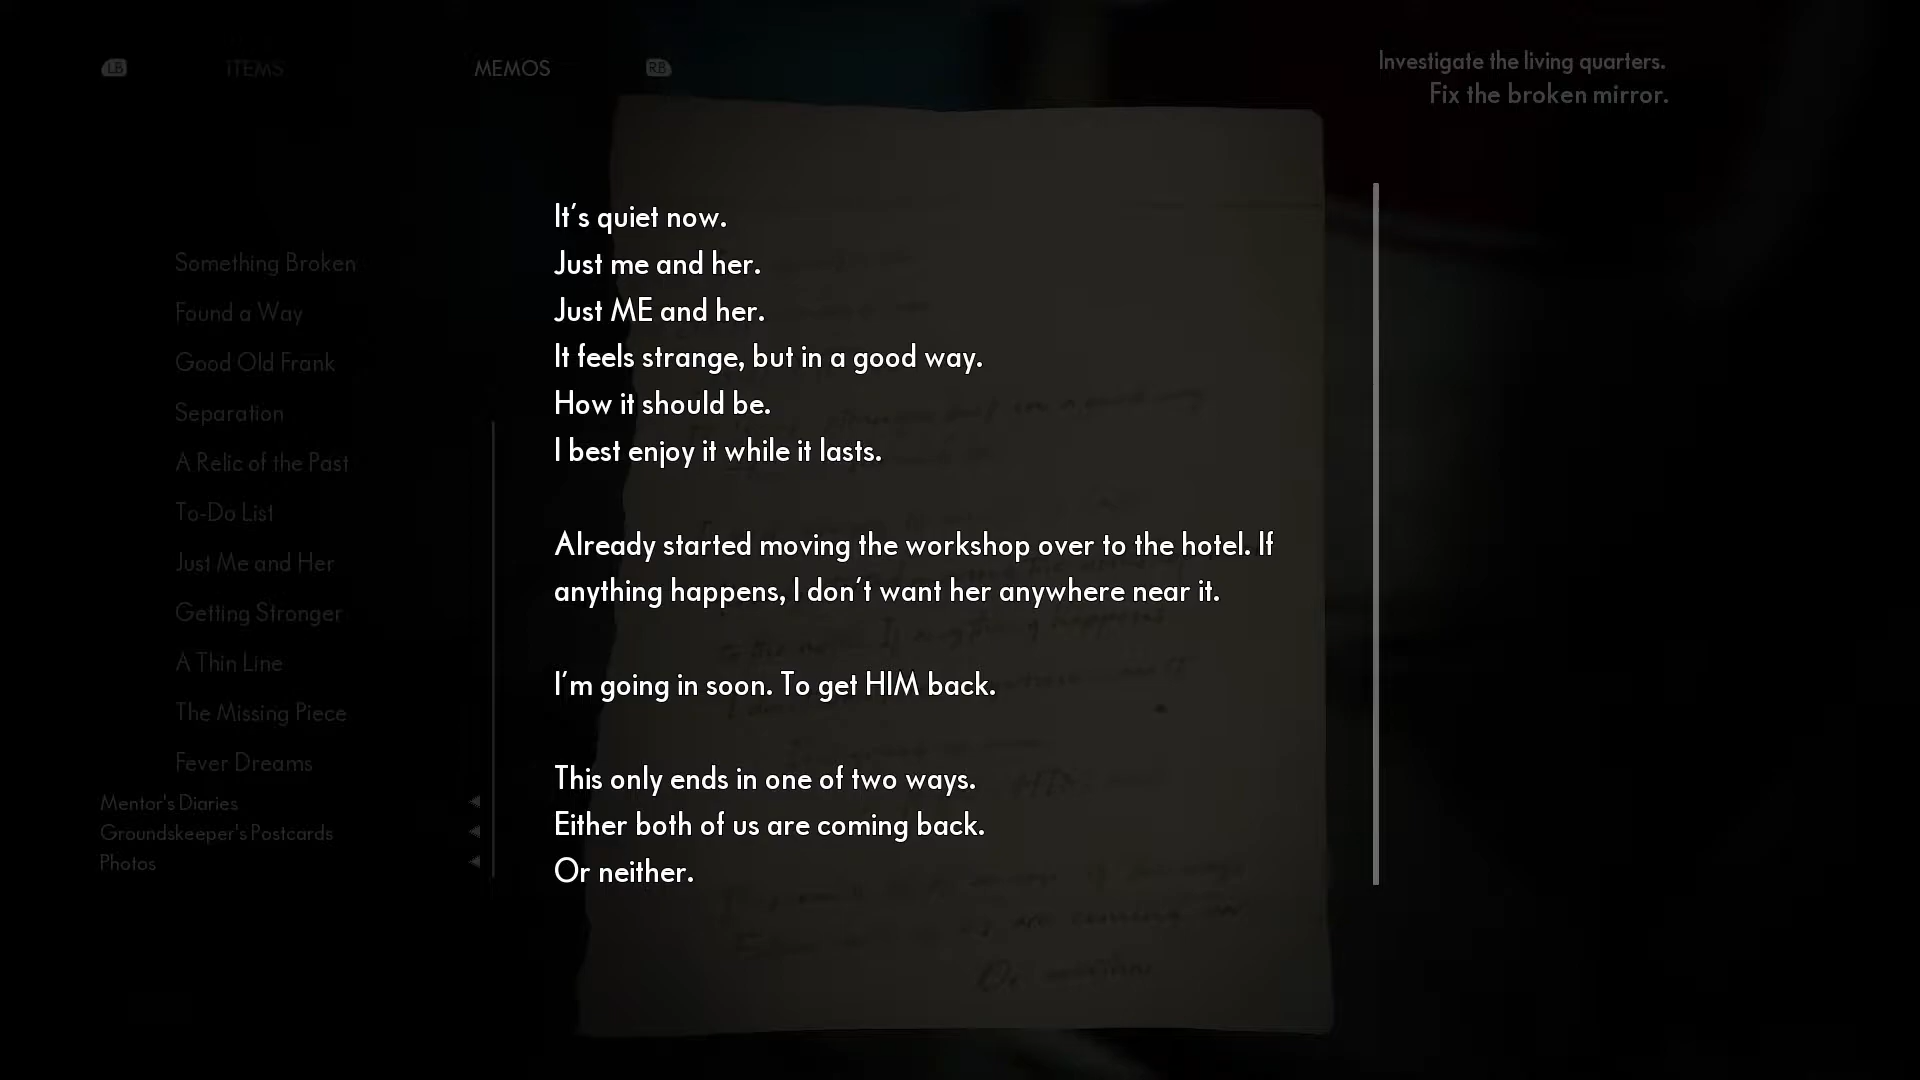 LB
ITEMS
MEMOS
RB
Investigate the living quarters.
Fix the broken mirror.
Something Broken
Found a Way
Good Old Frank
Separation
A Relic of the Past
To-Do List
Just Me and Her
Getting Stronger
A Thin Line
The Missing Piece
Fever Dreams
Mentor's Diaries
Groundskeeper's Postcards
Photos
It's quiet now.
Just me and her.
Just ME and her.
It feels strange, but in a good way.
How it should be.
I best enjoy it while it lasts.
Already started moving the workshop over to the hotel. If
anything happens, I don't want her anywhere near it.
I'm going in soon. To get HIM back.
This only ends in one of two ways.
Either both of us are coming back.
Or neither.